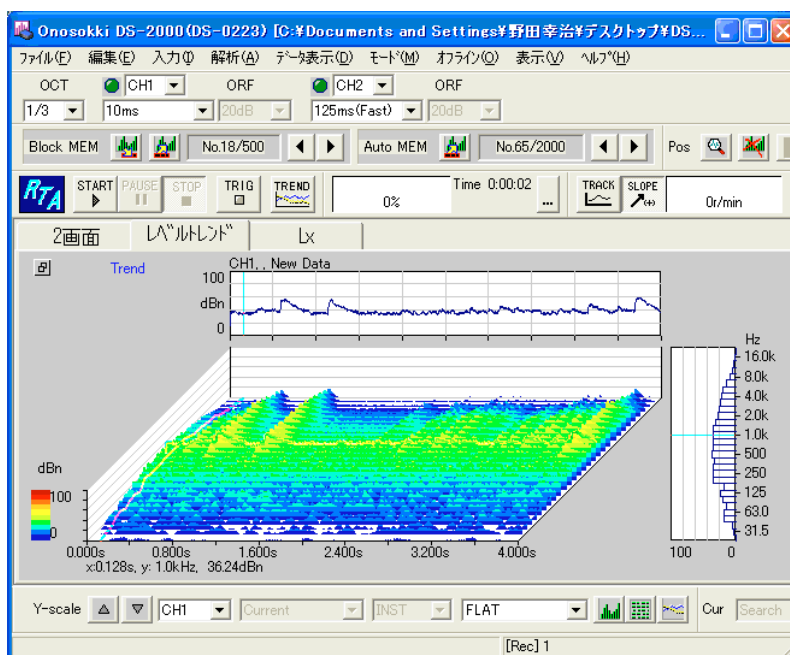 Onosokki DS-2000(DS-0223) [C:¥Documents and Settings¥野田幸治¥デスクトップ¥DS...
ファイル(F) 編集(E) 入力(I) 解析(A) データ表示(D) モード(M) オフライン(O) 表示(V) ヘルプ(H)
OCT CH1 ORF CH2 ORF
1/3 10ms 20dB 125ms(Fast) 20dB
Block MEM No.18/500 Auto MEM No.65/2000 Pos
RTA START PAUSE STOP TRIG TREND 0% Time 0:00:02 ... TRACK SLOPE (+) 0r/min
2画面 レベルトレンド Lx
Trend CH1, , New Data
100
dBn
0
Hz
16.0k
8.0k
4.0k
2.0k
1.0k
500
250
125
63.0
31.5
dBn
100
0
0.000s 0.800s 1.600s 2.400s 3.200s 4.000s 100 0
x:0.128s, y: 1.0kHz, 36.24dBn
Y-scale CH1 Current INST FLAT Cur Search
[Rec] 1